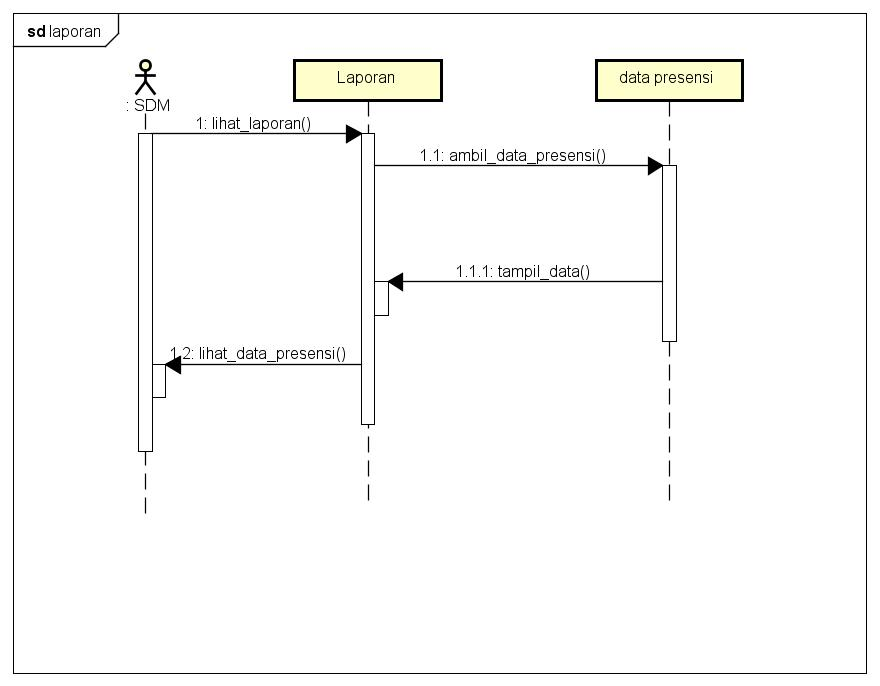 sd laporan
: SDM
Laporan
data presensi
1: lihat_laporan()
1.1: ambil_data_presensi()
1.1.1: tampil_data()
1.2: lihat_data_presensi()